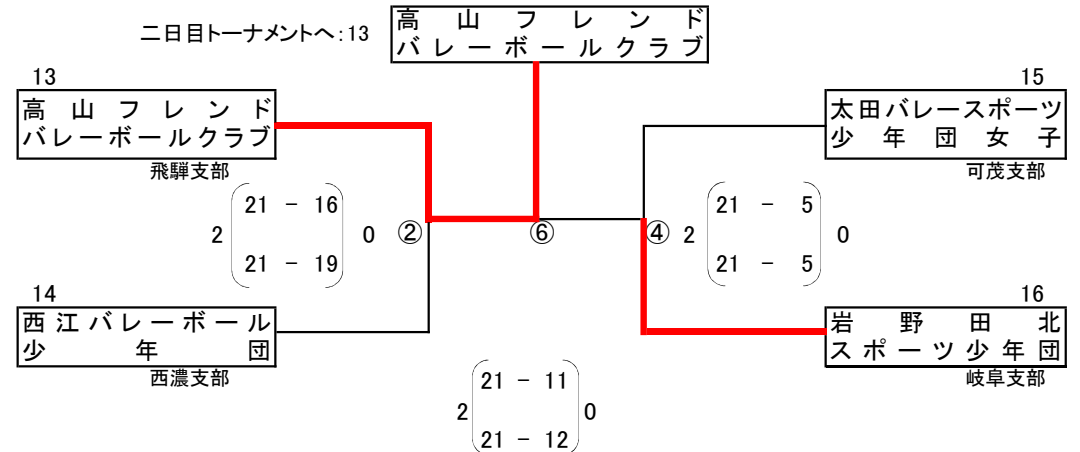 二日目トーナメントへ:13
高山フレンド
バレーボールクラブ
13
高山フレンド
バレーボールクラブ
飛騨支部
15
太田バレースポーツ
少年団女子
可茂支部
21 - 16
2 0 ②
21 - 19
⑥
21 - 5
④ 2 0
21 - 5
14
西江バレーボール
少年団
西濃支部
16
岩野田北
スポーツ少年団
岐阜支部
21 - 11
2 0
21 - 12